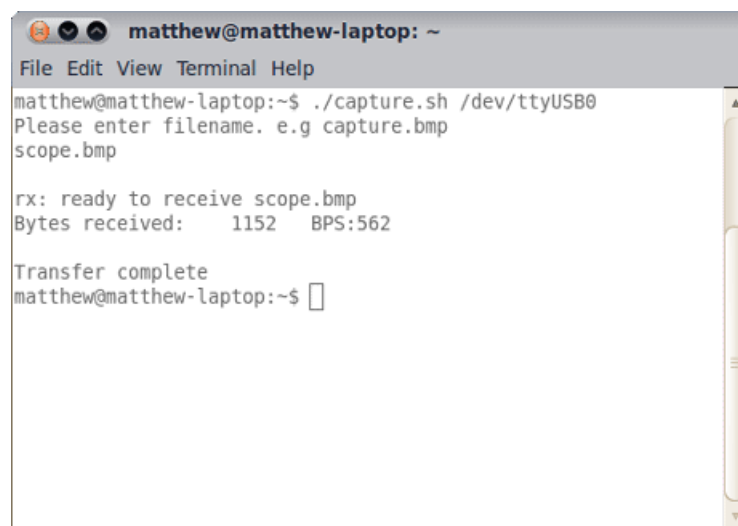 matthew@matthew-laptop: ~
File Edit View Terminal Help
matthew@matthew-laptop:~$ ./capture.sh /dev/ttyUSB0
Please enter filename. e.g capture.bmp
scope.bmp
rx: ready to receive scope.bmp
Bytes received:    1152   BPS:562
Transfer complete
matthew@matthew-laptop:~$